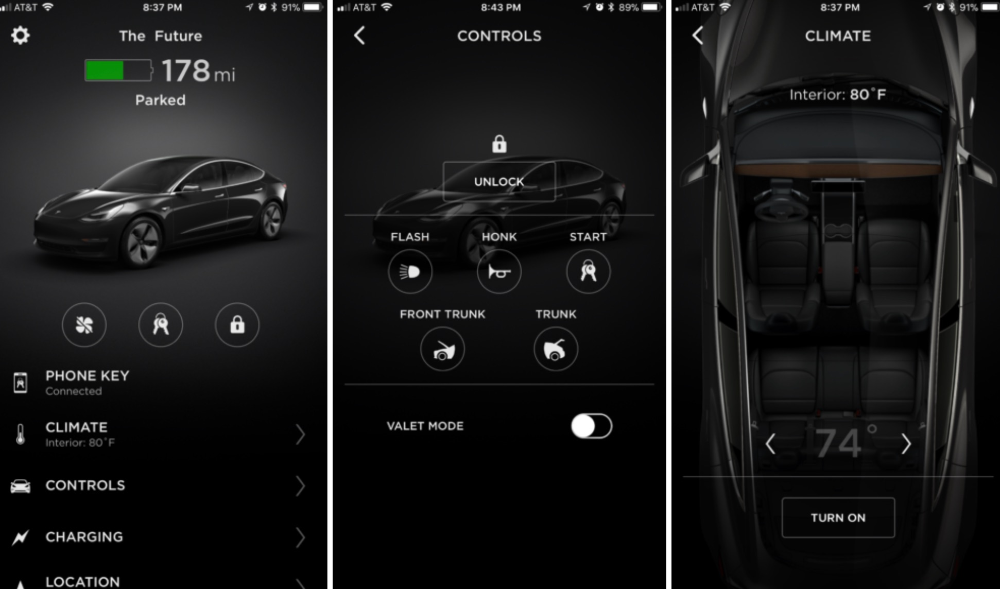 AT&T 8:37 PM 91%
The Future
178 mi
Parked
PHONE KEY
Connected
CLIMATE
Interior: 80°F
CONTROLS
CHARGING
LOCATION
AT&T 8:43 PM 89%
CONTROLS
UNLOCK
FLASH HONK START
FRONT TRUNK TRUNK
VALET MODE
AT&T 8:37 PM 91%
CLIMATE
Interior: 80°F
74°
TURN ON